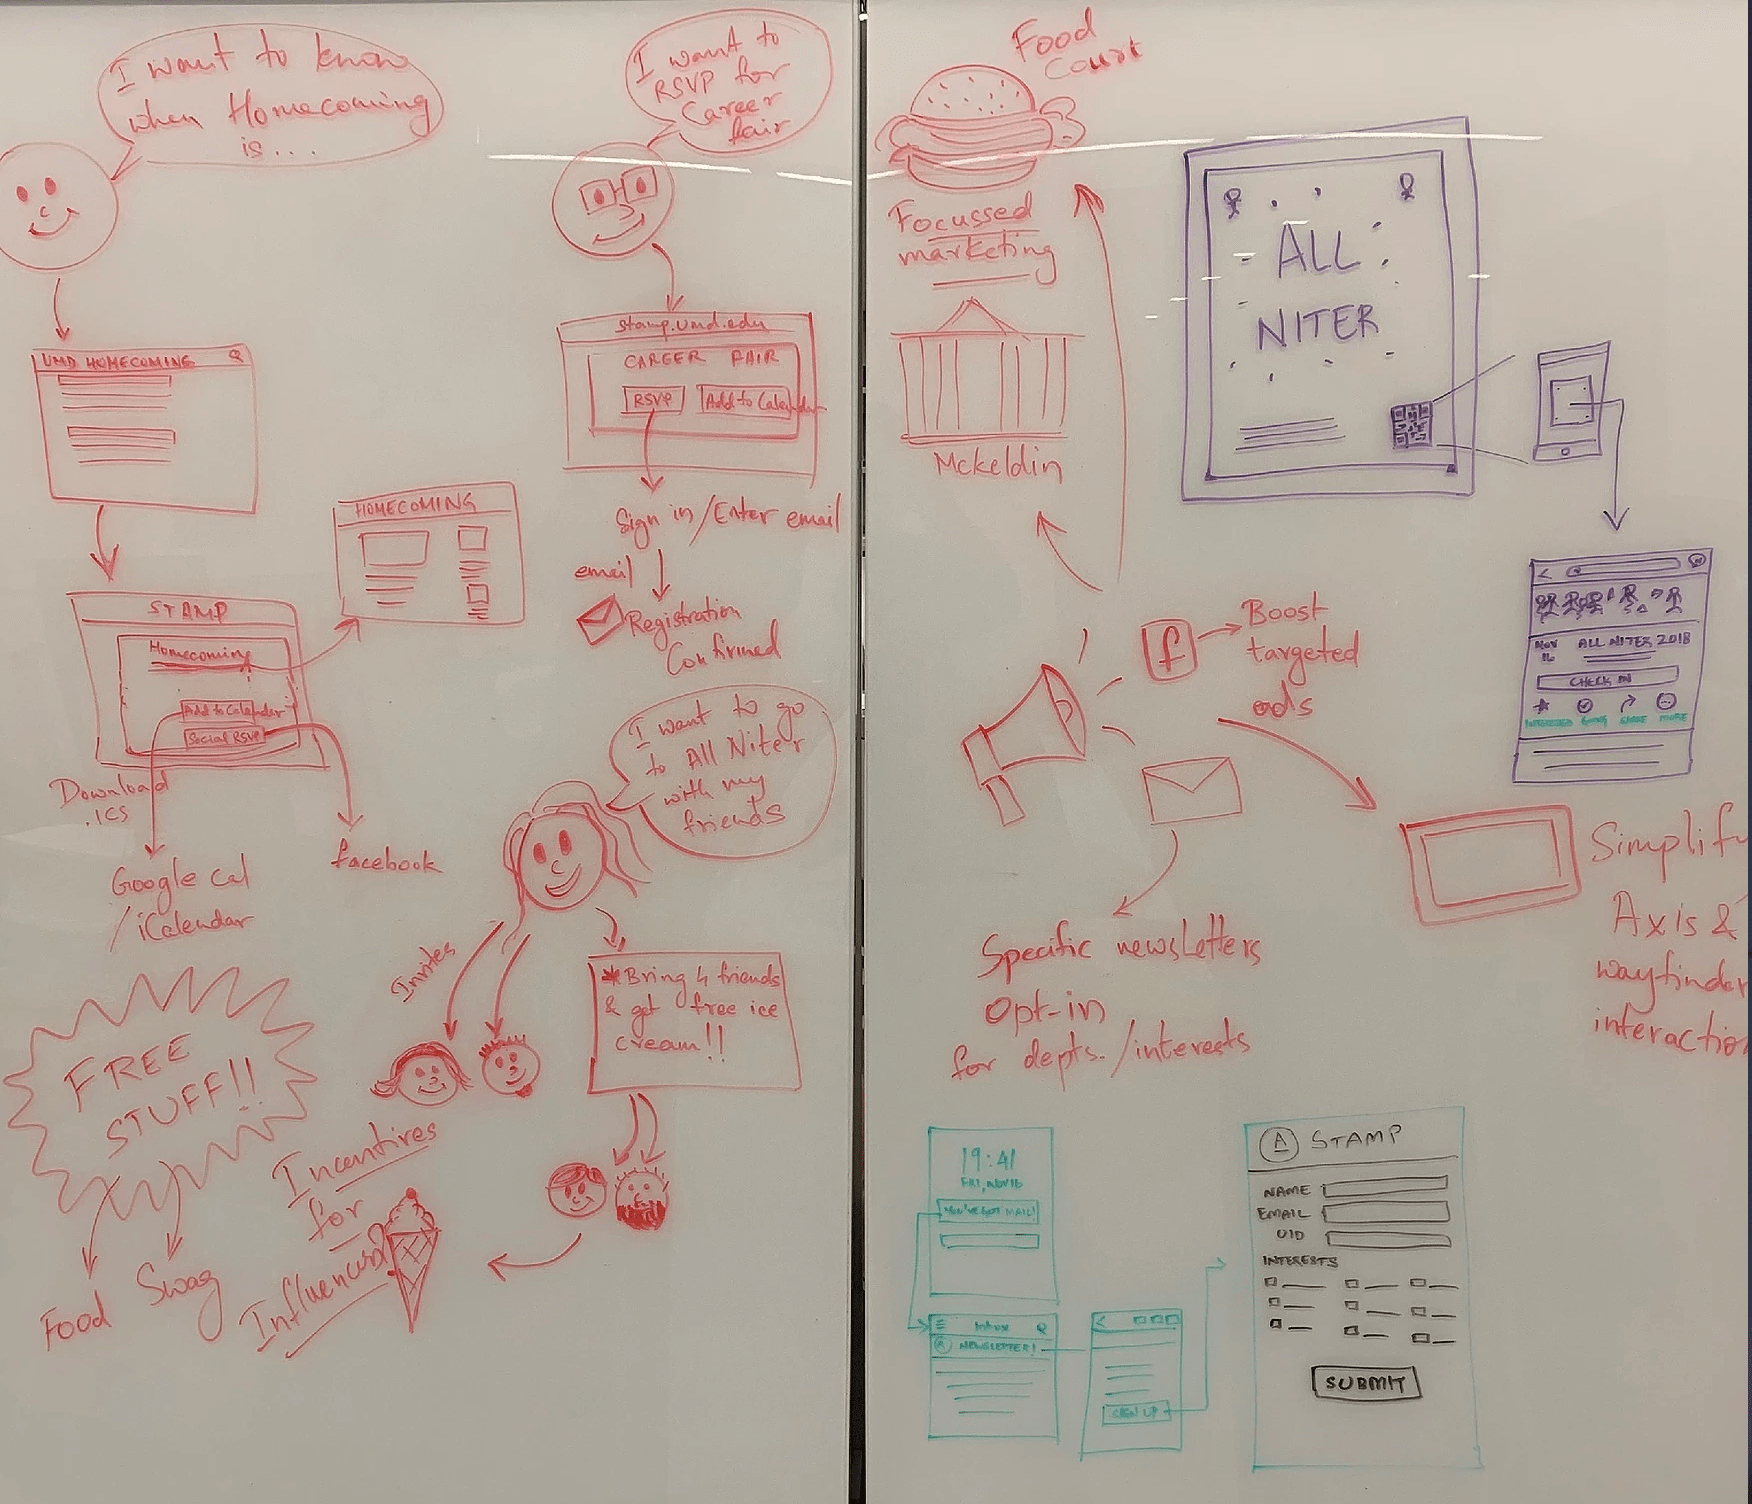 I want to know
when Homecoming
is...
UMD HOMECOMING
STAMP
Homecoming
Add to Calendar
Social RSVP
HOMECOMING
Download
.ics
Google cal
/iCalendar
facebook
I want to
RSVP for
Career
fair
stamp.umd.edu
CAREER FAIR
RSVP
Add to Calendar
Sign in/Enter email
email
Registration
Confirmed
I want to go
to All Niter
with my
friends
Invites
*Bring 4 friends
& get free ice
cream!!
FREE
STUFF!!
Food
Swag
Incentives
for
Influencers?
Food
Court
Focussed
marketing
Mckeldin
ALL
NITER
f
Boost
targeted
ads
NOV
16
ALL NITER 2018
CHECK IN
INTERESTED
GOING
SHARE
MORE
Simplify
Axis &
wayfinder
interactio
Specific newsletters
Opt-in
for depts./interests
19:41
FRI, NOV 16
YOU'VE GOT MAIL!
Inbox
NEWSLETTER!
SIGN UP
A STAMP
NAME
EMAIL
UID
INTERESTS
SUBMIT